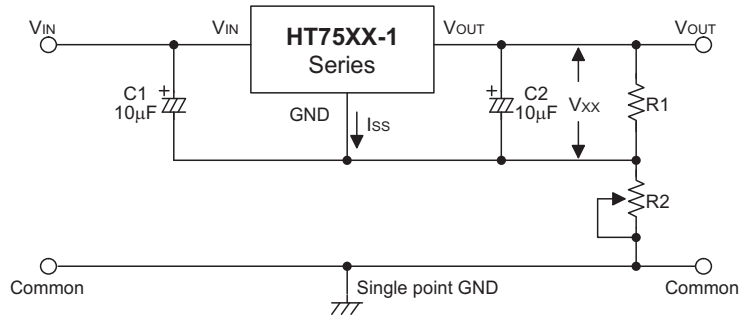 VIN
VIN
HT75XX-1
Series
VOUT
VOUT
C1
10μF
GND
ISS
C2
10μF
VXX
R1
R2
Common
Single point GND
Common